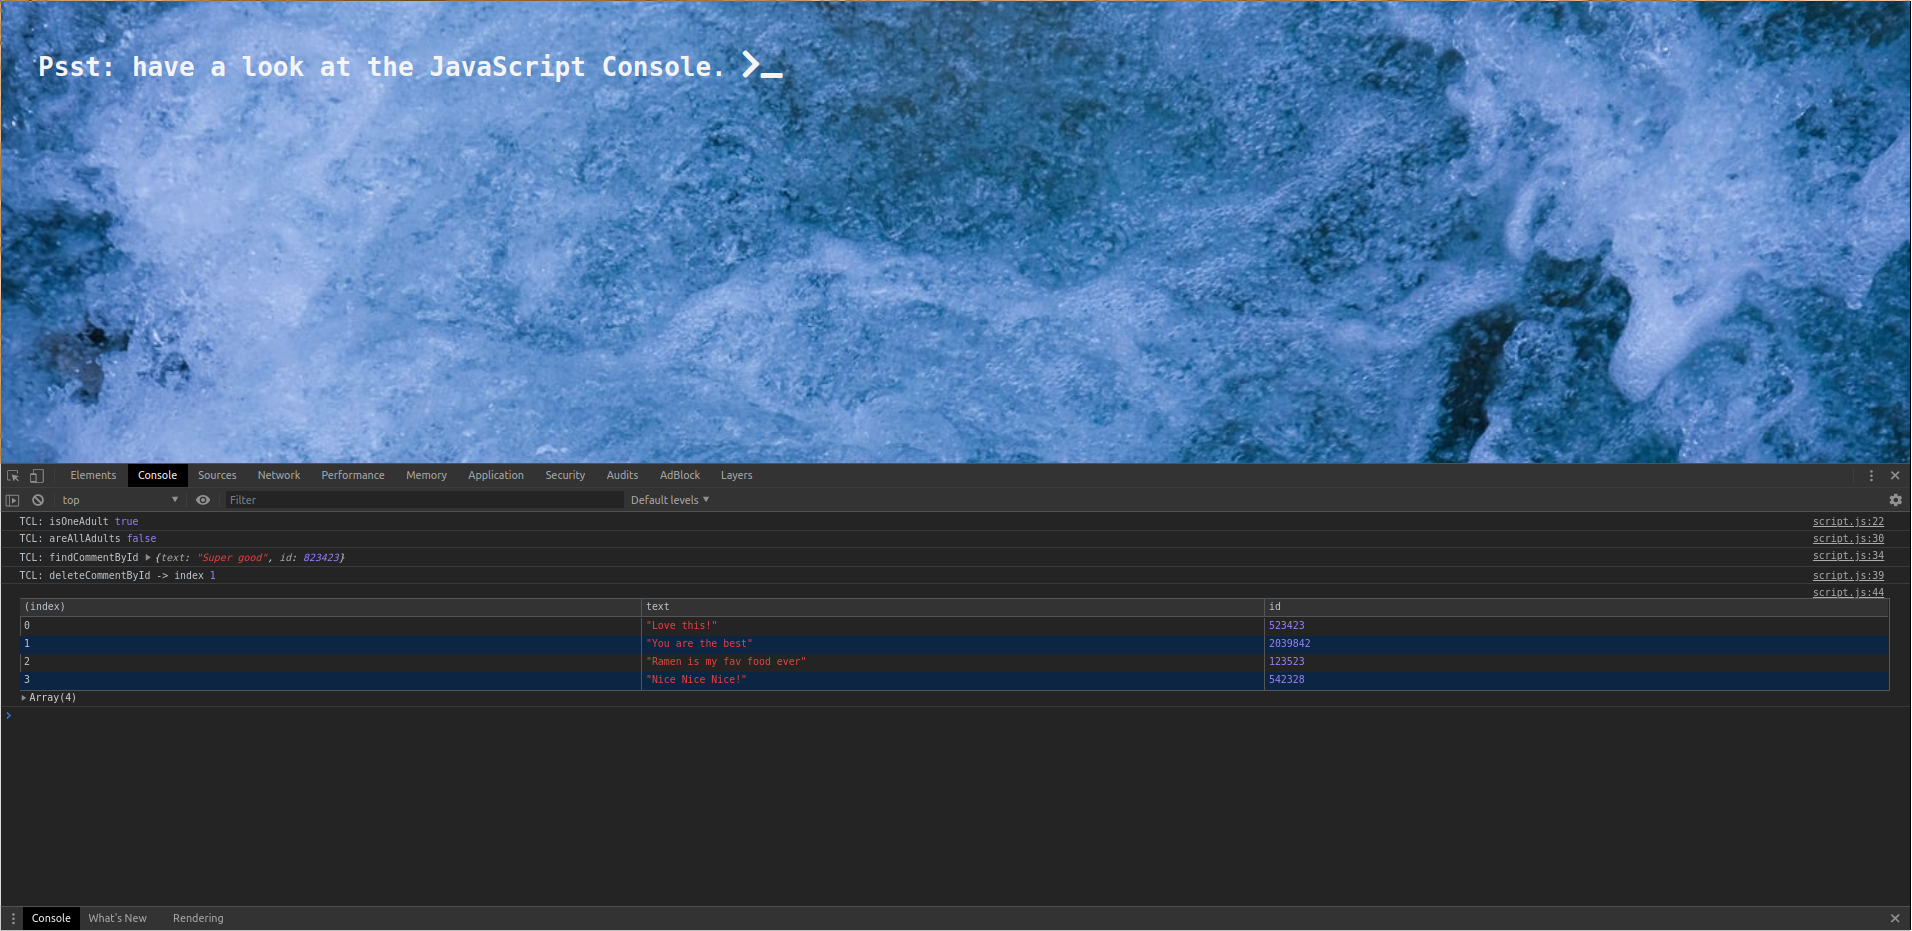 Psst: have a look at the JavaScript Console. >_
Elements Console Sources Network Performance Memory Application Security Audits AdBlock Layers
top Filter Default levels
TCL: isOneAdult true script.js:22
TCL: areAllAdults false script.js:30
TCL: findCommentById {text: "Super good", id: 823423} script.js:34
TCL: deleteCommentById -> index 1 script.js:39
script.js:44
(index) text id
0 "Love this!" 523423
1 "You are the best" 2039842
2 "Ramen is my fav food ever" 123523
3 "Nice Nice Nice!" 542328
Array(4)
Console What's New Rendering